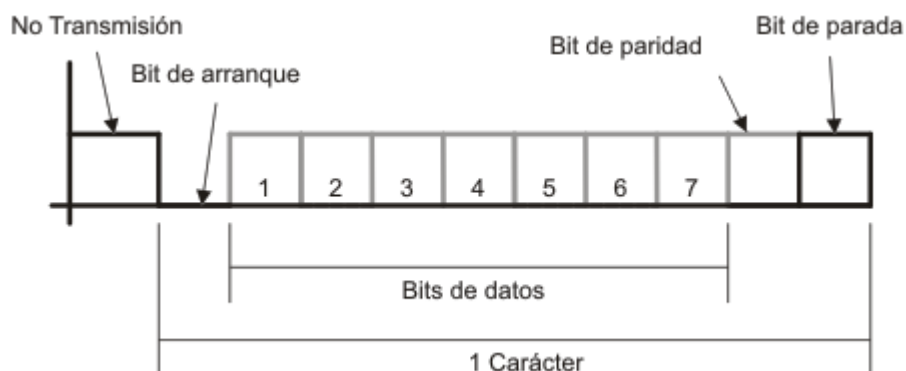 No Transmisión
Bit de arranque
Bit de paridad
Bit de parada
1 2 3 4 5 6 7
Bits de datos
1 Carácter